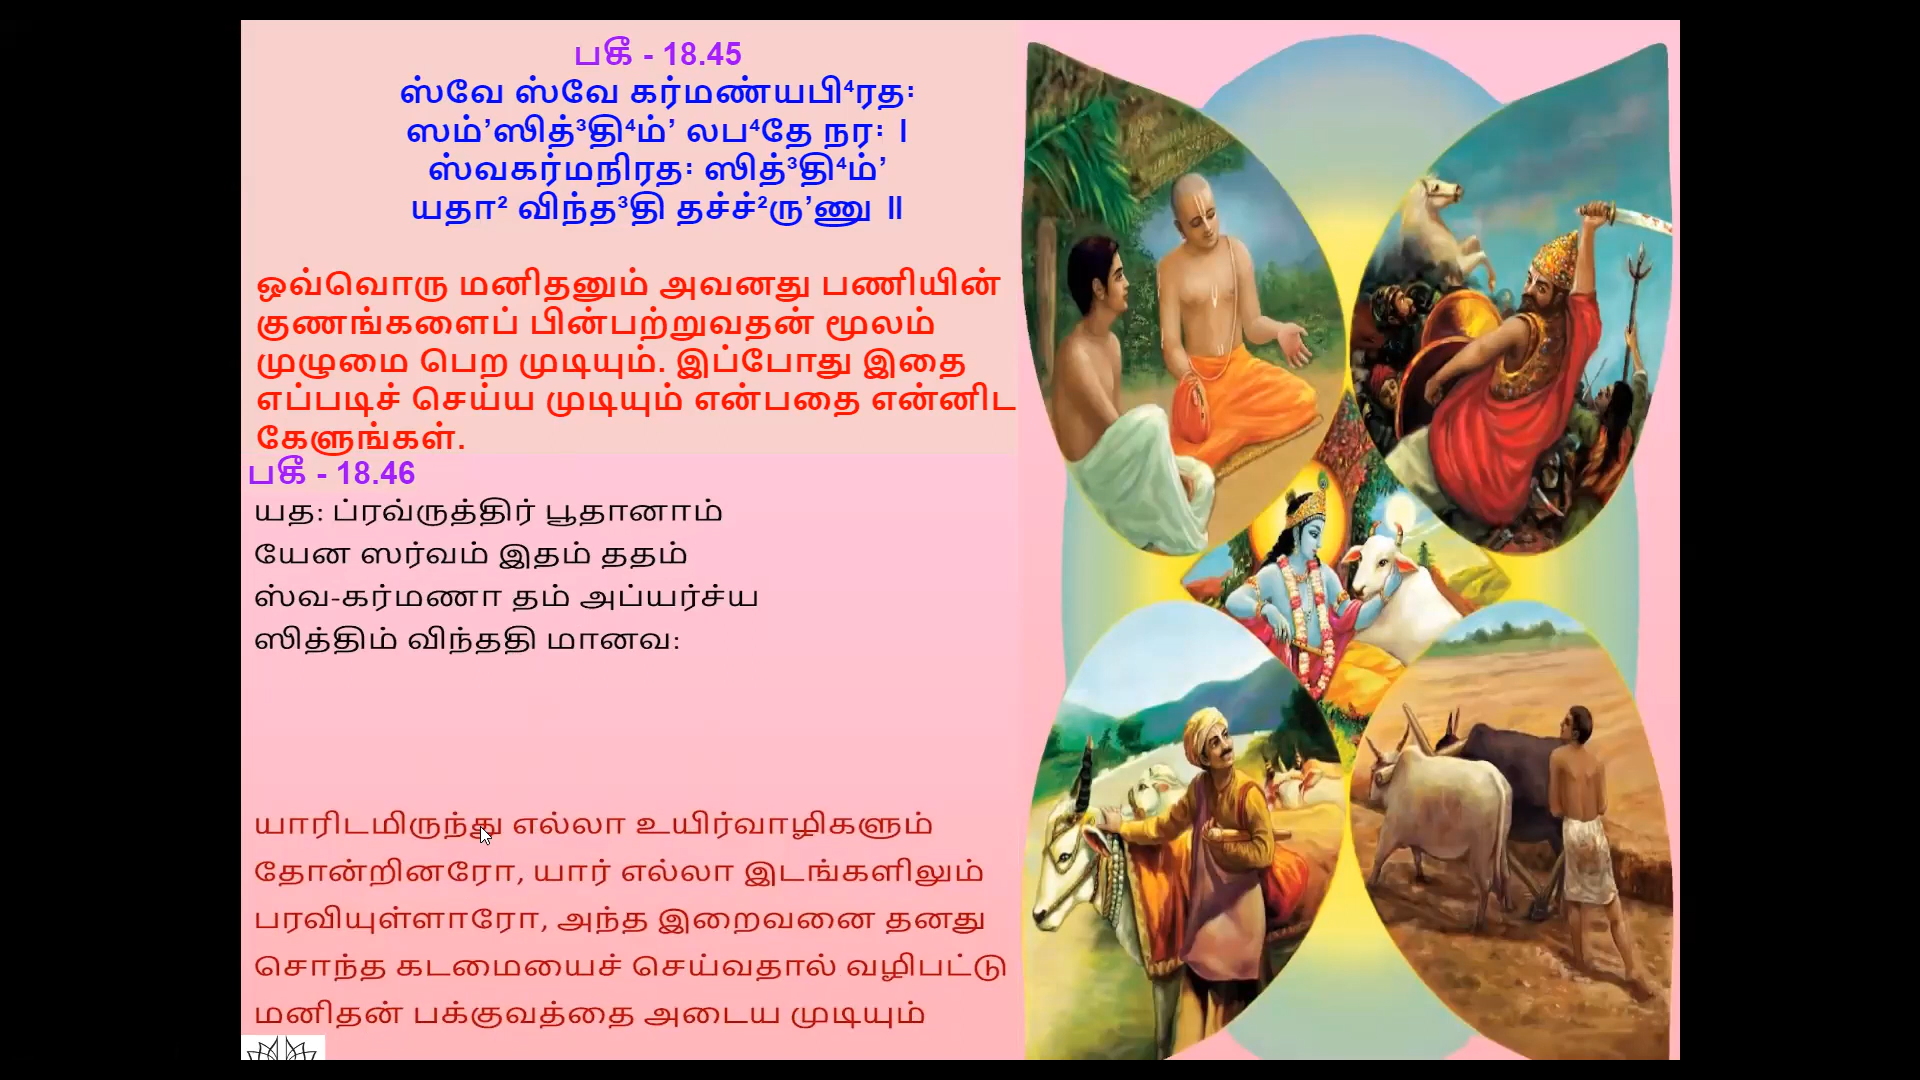 பகீ - 18.45
ஸ்வே ஸ்வே கர்மண்யபி⁴ரத꞉
ஸம்ʼஸித்³தி⁴ம்ʼ லப⁴தே நர꞉ ।
ஸ்வகர்மநிரத꞉ ஸித்³தி⁴ம்ʼ
யதா² விந்த³தி தச்ச்²ருʼணு ॥
ஒவ்வொரு மனிதனும் அவனது பணியின்
குணங்களைப் பின்பற்றுவதன் மூலம்
முழுமை பெற முடியும். இப்போது இதை
எப்படிச் செய்ய முடியும் என்பதை என்னிட
கேளுங்கள்.
பகீ - 18.46
யத: ப்ரவ்ருத்திர் பூதானாம்
யேன ஸர்வம் இதம் ததம்
ஸ்வ-கர்மணா தம் அப்யர்ச்ய
ஸித்திம் விந்ததி மானவ:
யாரிடமிருந்து எல்லா உயிர்வாழிகளும்
தோன்றினரோ, யார் எல்லா இடங்களிலும்
பரவியுள்ளாரோ, அந்த இறைவனை தனது
சொந்த கடமையைச் செய்வதால் வழிபட்டு
மனிதன் பக்குவத்தை அடைய முடியும்